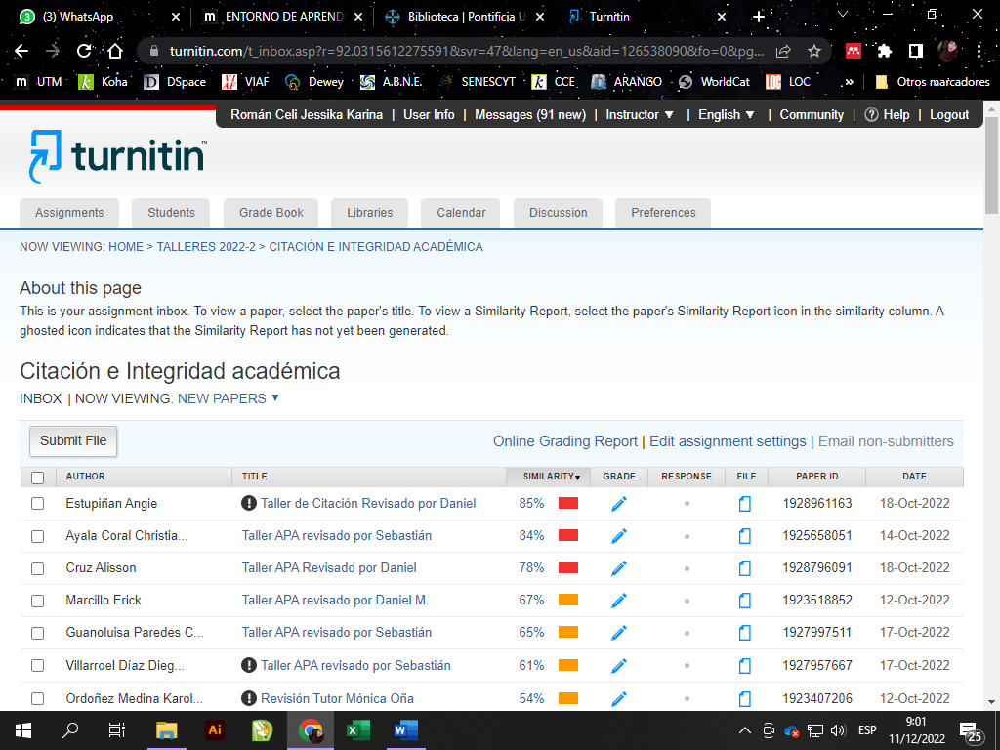 (3) WhatsApp
ENTORNO DE APREND
Biblioteca | Pontificia U
Turnitin
turnitin.com/t_inbox.asp?r=92.0315612275591&svr=47&lang=en_us&aid=126538090&fo=0&pg...
UTM Koha DSpace VIAF Dewey A.B.N.E. SENESCYT CCE ARANGO WorldCat LOC » Otros marcadores
Román Celi Jessika Karina | User Info | Messages (91 new) | Instructor ▼ | English ▼ | Community | ? Help | Logout
turnitin™
Assignments Students Grade Book Libraries Calendar Discussion Preferences
NOW VIEWING: HOME > TALLERES 2022-2 > CITACIÓN E INTEGRIDAD ACADÉMICA
About this page
This is your assignment inbox. To view a paper, select the paper's title. To view a Similarity Report, select the paper's Similarity Report icon in the similarity column. A
ghosted icon indicates that the Similarity Report has not yet been generated.
Citación e Integridad académica
INBOX | NOW VIEWING: NEW PAPERS ▼
Submit File
Online Grading Report | Edit assignment settings | Email non-submitters
AUTHOR TITLE SIMILARITY▼ GRADE RESPONSE FILE PAPER ID DATE
Estupiñan Angie Taller de Citación Revisado por Daniel 85% 1928961163 18-Oct-2022
Ayala Coral Christia... Taller APA revisado por Sebastián 84% 1925658051 14-Oct-2022
Cruz Alisson Taller APA Revisado por Daniel 78% 1928796091 18-Oct-2022
Marcillo Erick Taller APA revisado por Daniel M. 67% 1923518852 12-Oct-2022
Guanoluisa Paredes C... Taller APA revisado por Sebastián 65% 1927997511 17-Oct-2022
Villarroel Díaz Dieg... Taller APA revisado por Sebastián 61% 1927957667 17-Oct-2022
Ordoñez Medina Karol... Revisión Tutor Mónica Oña 54% 1923407206 12-Oct-2022
Ai
ESP
9:01
11/12/2022
25